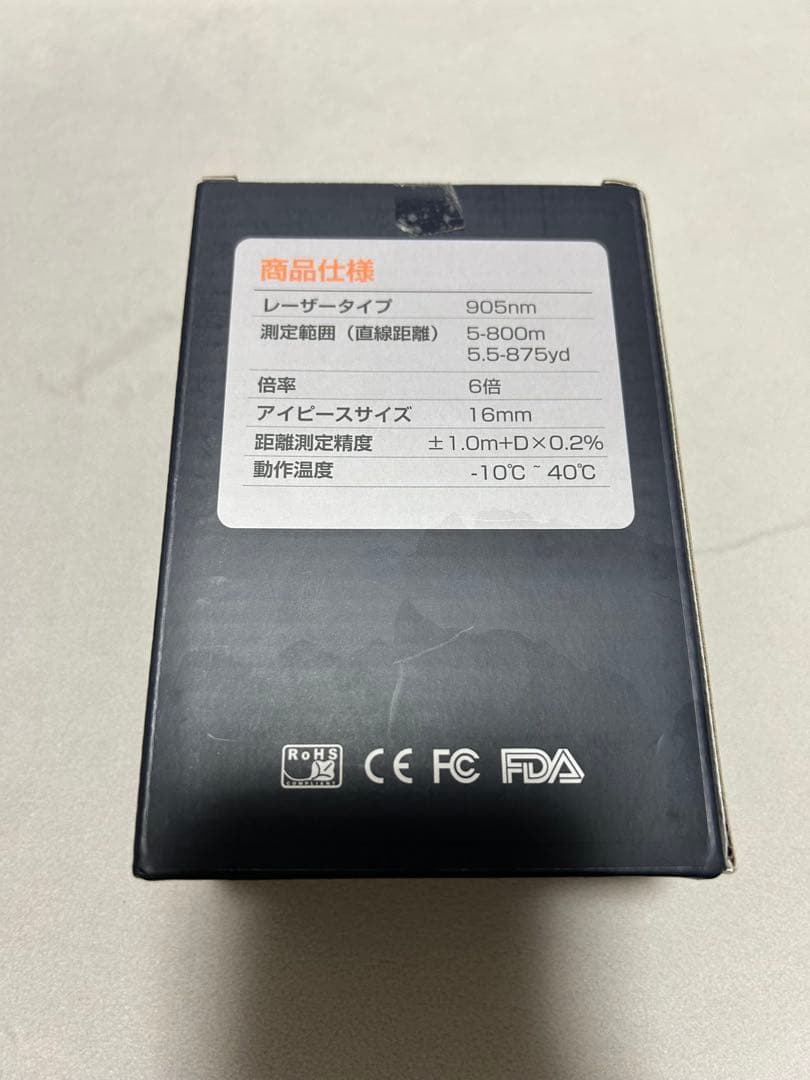 商品仕様
レーザータイプ 905nm
測定範囲（直線距離） 5-800m
5.5-875yd
倍率 6倍
アイピースサイズ 16mm
距離測定精度 ±1.0m+D×0.2%
動作温度 -10℃ ~ 40℃
RoHS
COMPLIANT
CE FC FDA